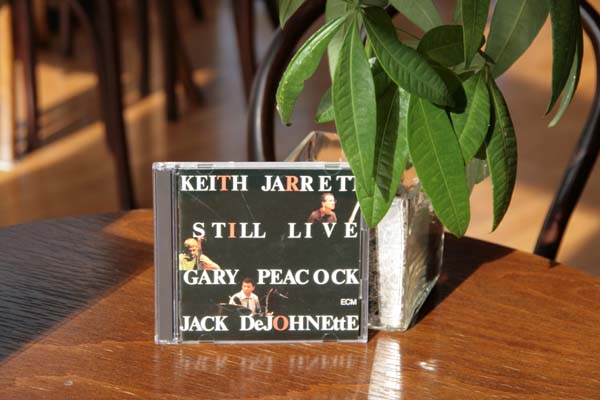 KEITH JARRETT
STILL LIVE
GARY PEACOCK
ECM
JACK DeJOHNEttE